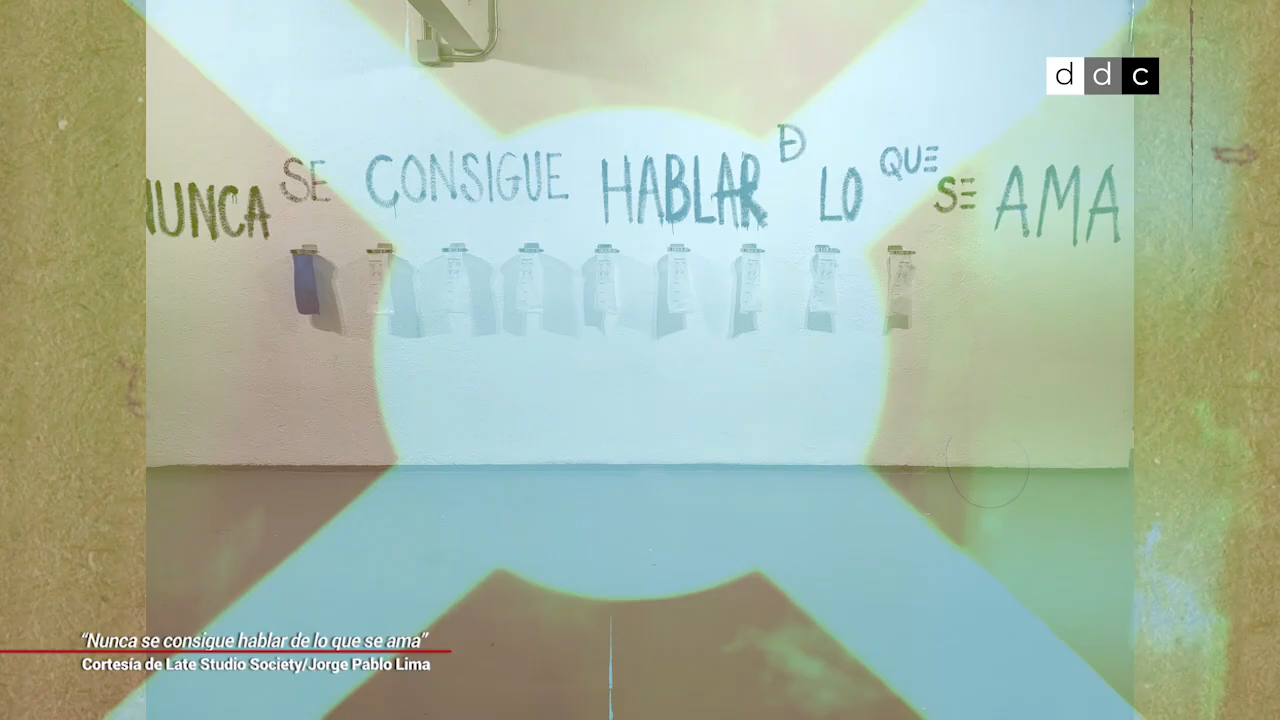 ddc
NUNCA SE CONSIGUE HABLAR D LO QUE SE AMA
“Nunca se consigue hablar de lo que se ama”
Cortesía de Late Studio Society/Jorge Pablo Lima